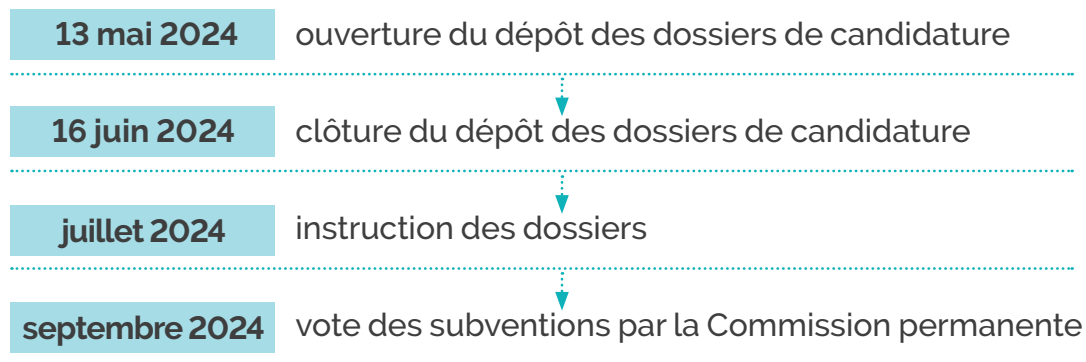 13 mai 2024 ouverture du dépôt des dossiers de candidature
16 juin 2024 clôture du dépôt des dossiers de candidature
juillet 2024 instruction des dossiers
septembre 2024 vote des subventions par la Commission permanente